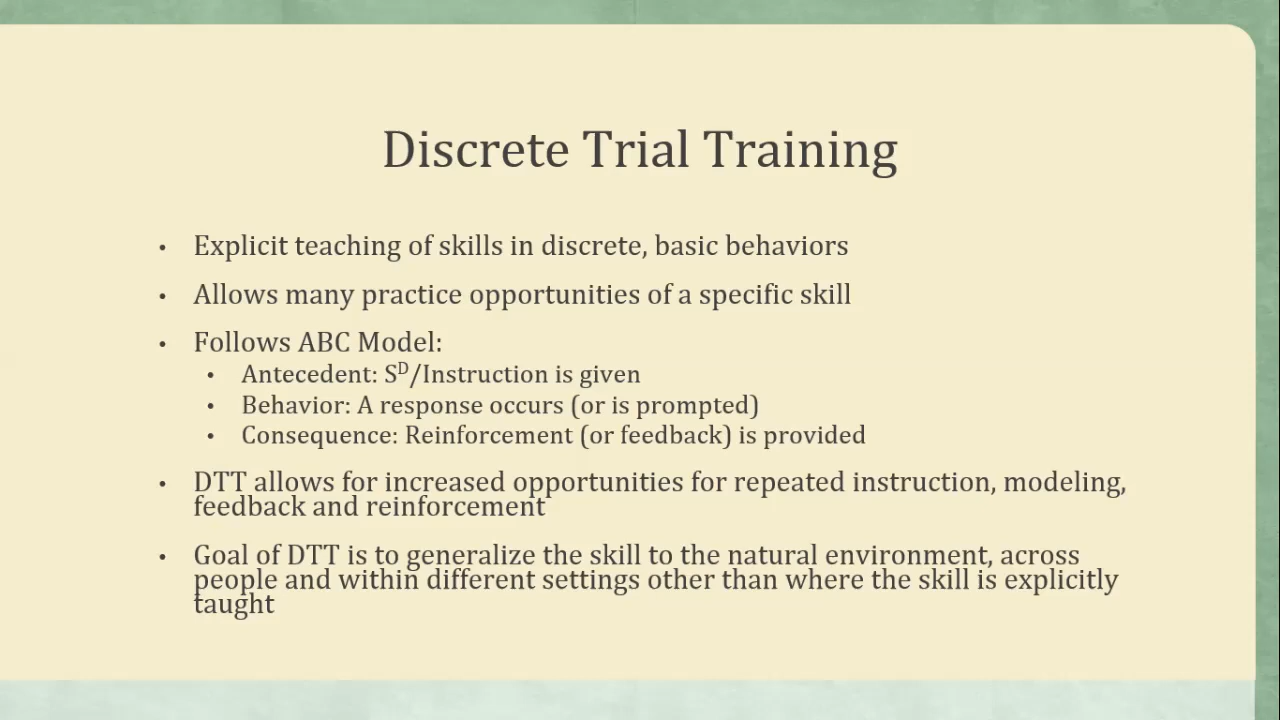 Discrete Trial Training
• Explicit teaching of skills in discrete, basic behaviors
• Allows many practice opportunities of a specific skill
• Follows ABC Model:
• Antecedent: Sᴰ/Instruction is given
• Behavior: A response occurs (or is prompted)
• Consequence: Reinforcement (or feedback) is provided
• DTT allows for increased opportunities for repeated instruction, modeling,
feedback and reinforcement
• Goal of DTT is to generalize the skill to the natural environment, across
people and within different settings other than where the skill is explicitly
taught